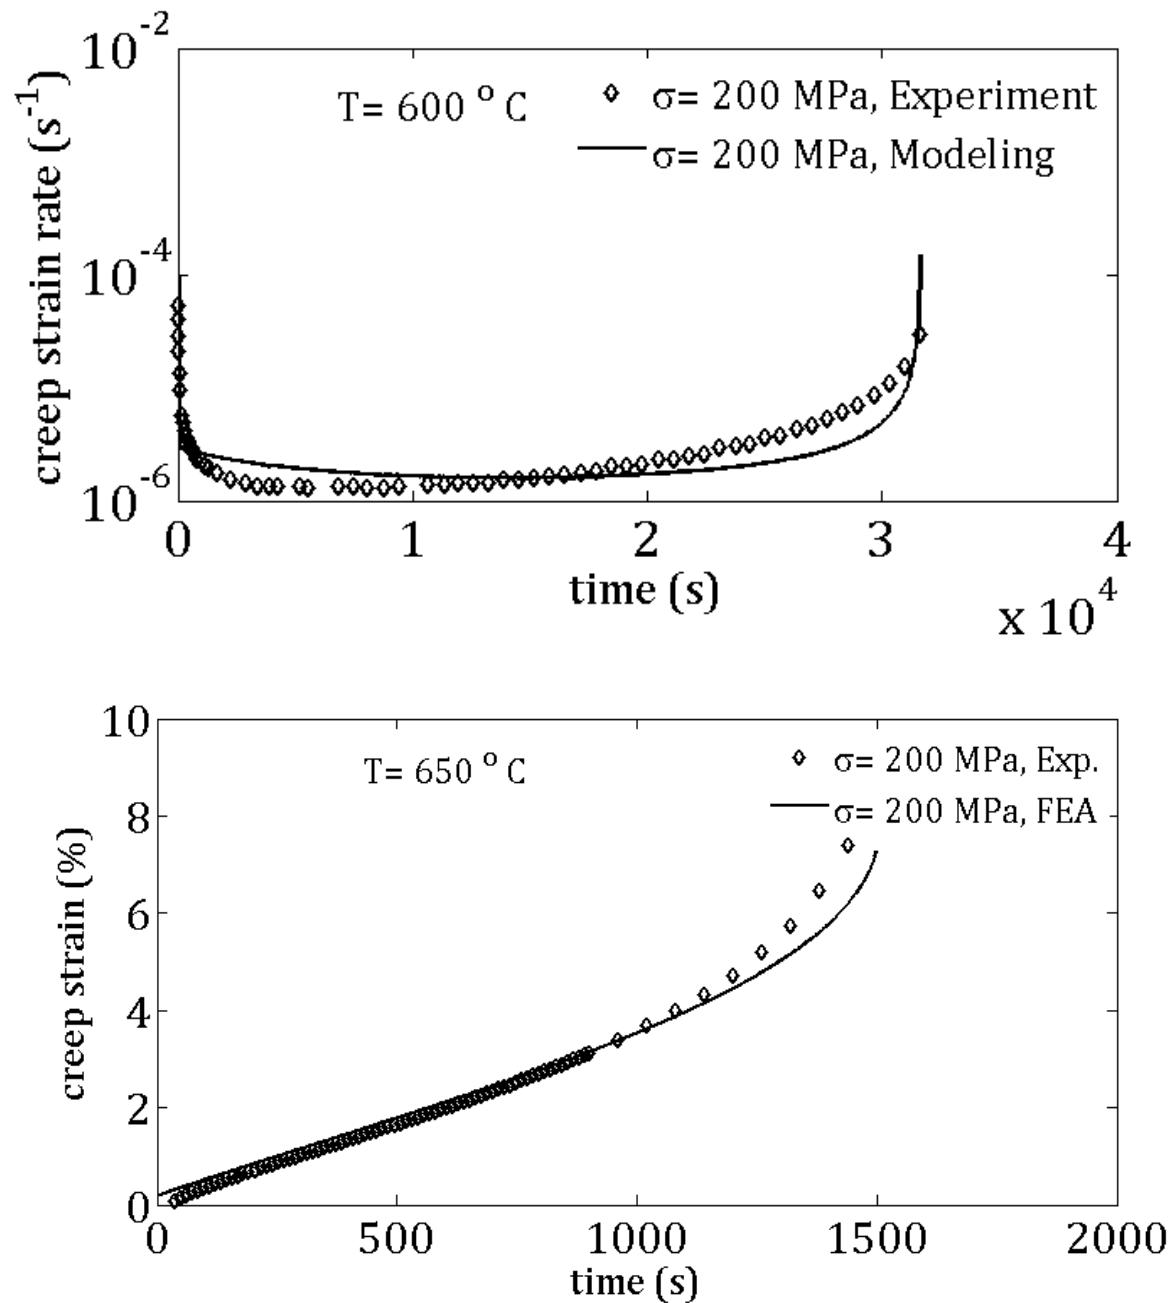 10^-2
10^-4
10^-6
creep strain rate (s^-1)
T= 600 °C
σ= 200 MPa, Experiment
σ= 200 MPa, Modeling
0 1 2 3 4
time (s)
x 10^4
10
8
6
4
2
0
creep strain (%)
T= 650 °C
σ= 200 MPa, Exp.
σ= 200 MPa, FEA
0 500 1000 1500 2000
time (s)